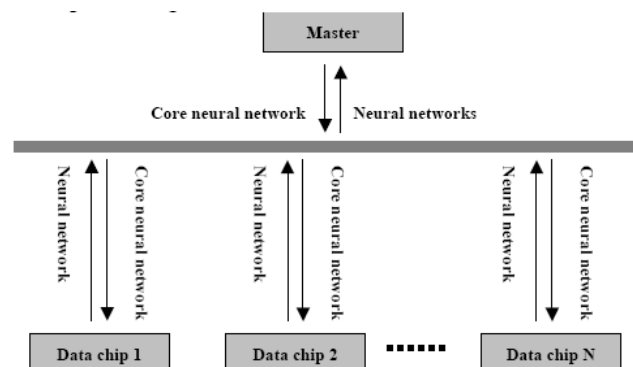 Master
Core neural network
Neural networks
Neural network
Core neural network
Neural network
Core neural network
Neural network
Core neural network
Data chip 1
Data chip 2
Data chip N